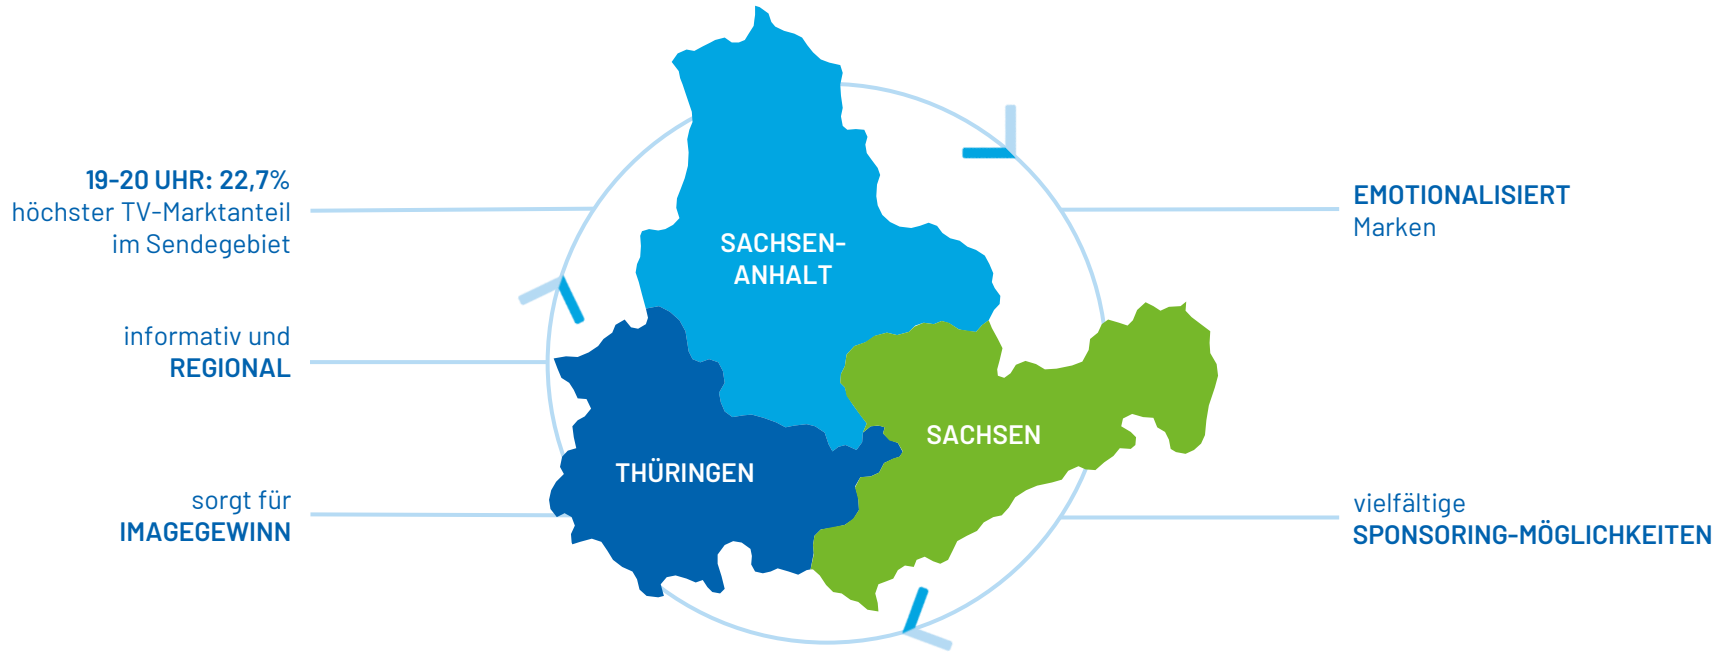 19-20 UHR: 22,7%
höchster TV-Marktanteil
im Sendegebiet
informativ und
REGIONAL
sorgt für
IMAGEGEWINN
SACHSEN-
ANHALT
THÜRINGEN
SACHSEN
EMOTIONALISIERT
Marken
vielfältige
SPONSORING-MÖGLICHKEITEN